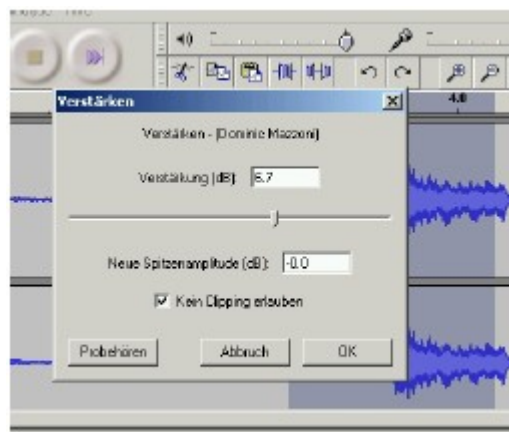 4.0
Verstärken
Verstärken - [Dominic Mazzoni]
Verstärkung (dB): 6.7
Neue Spitzenamplitude (dB): -0.0
Kein Clipping erlauben
Probehören Abbruch OK